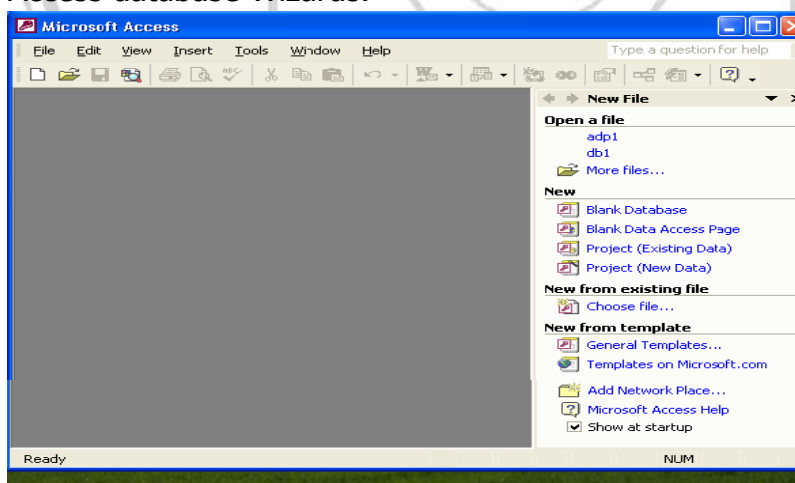 Access database wizards.
Microsoft Access
File Edit View Insert Tools Window Help
Type a question for help
New File
Open a file
adp1
db1
More files...
New
Blank Database
Blank Data Access Page
Project (Existing Data)
Project (New Data)
New from existing file
Choose file...
New from template
General Templates...
Templates on Microsoft.com
Add Network Place...
Microsoft Access Help
Show at startup
Ready
NUM